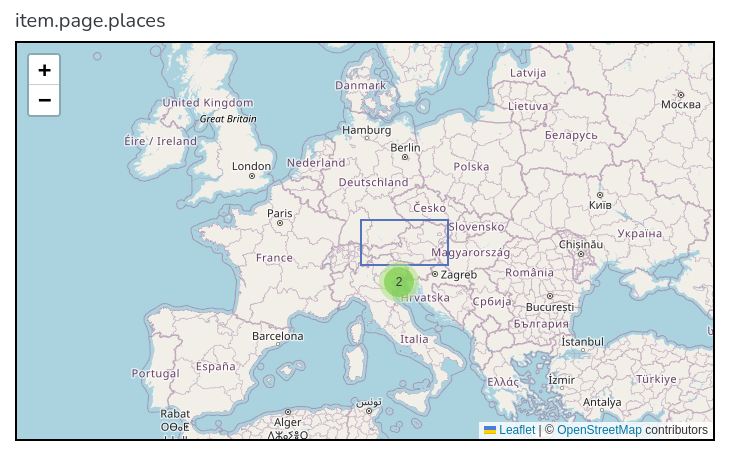 item.page.places
+
−
Latvija
Danmark
Москва
United Kingdom
Lietuva
Great Britain
Hamburg
Беларусь
Éire / Ireland
Berlin
London
Nederland
Polska
Deutschland
Київ
Česko
Paris
Slovensko
Україна
Chișinău
France
Magyarország
Zagreb
România
2
Hrvatska
Србија
București
България
Barcelona
Italia
İstanbul
España
Portugal
Ελλάς
İzmir
Türkiye
تونس
Antalya
Rabat
ⵔⴱⴰⵟ
Alger
Leaflet | © OpenStreetMap contributors